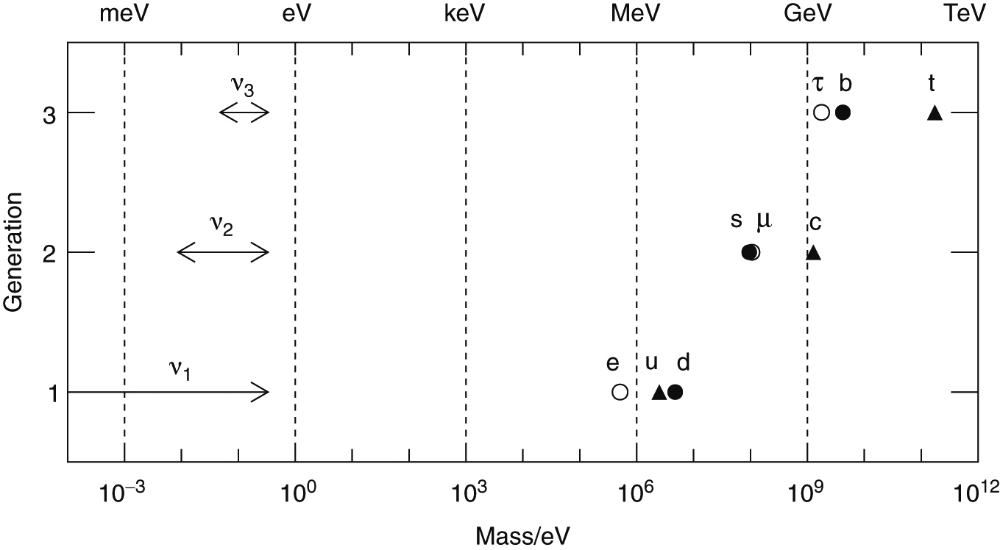 meV eV keV MeV GeV TeV
ν₃ τ b t
3
ν₂ s μ c
2
Generation
ν₁ e u d
1
10⁻³ 10⁰ 10³ 10⁶ 10⁹ 10¹²
Mass/eV